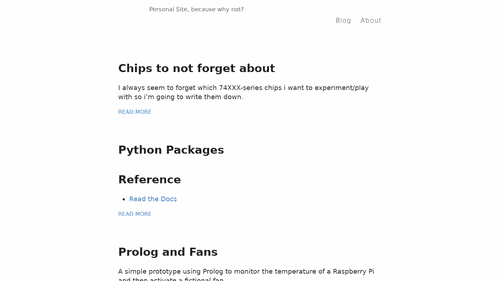 Personal Site, because why not?
Blog About
Chips to not forget about
I always seem to forget which 74XXX-series chips i want to experiment/play
with so i'm going to write them down.
READ MORE
Python Packages
Reference
Read the Docs
READ MORE
Prolog and Fans
A simple prototype using Prolog to monitor the temperature of a Raspberry Pi
and then activate a fictional fan.